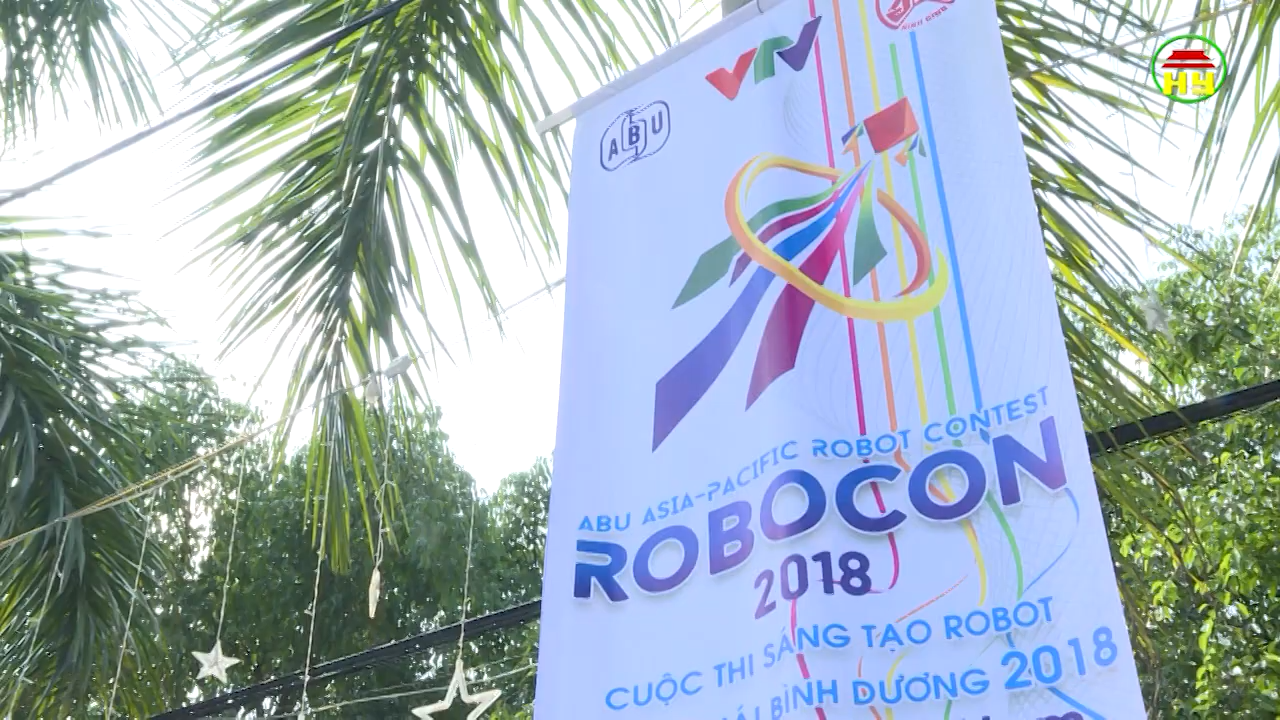 VTV
ABU
HY
ABU ASIA-PACIFIC ROBOT CONTEST
ROBOCON
2018
CUỘC THI SÁNG TẠO ROBOT
BÌNH DƯƠNG 2018